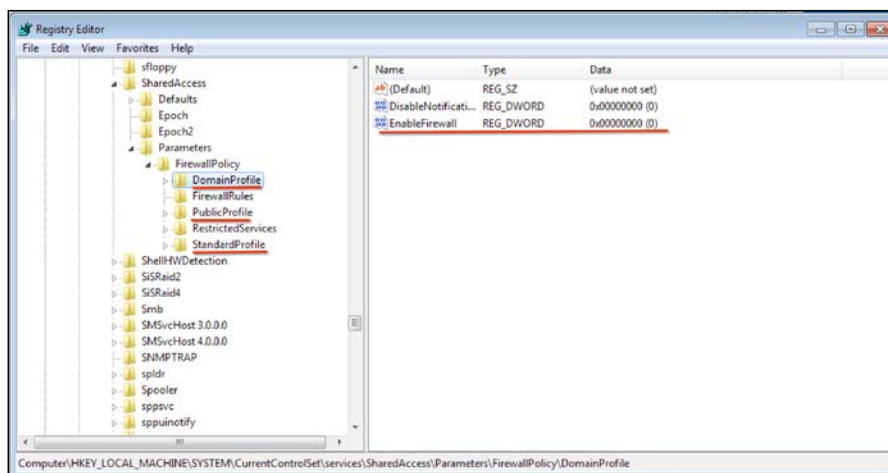 Registry Editor
File Edit View Favorites Help
sfloppy
SharedAccess
Defaults
Epoch
Epoch2
Parameters
FirewallPolicy
DomainProfile
FirewallRules
PublicProfile
RestrictedServices
StandardProfile
ShellHWDetection
SiSRaid2
SiSRaid4
Smb
SMSvcHost 3.0.0.0
SMSvcHost 4.0.0.0
SNMPTRAP
spldr
Spooler
sppsvc
sppuinotify
Name Type Data
(Default) REG_SZ (value not set)
DisableNotificati... REG_DWORD 0x00000000 (0)
EnableFirewall REG_DWORD 0x00000000 (0)
Computer\HKEY_LOCAL_MACHINE\SYSTEM\CurrentControlSet\services\SharedAccess\Parameters\FirewallPolicy\DomainProfile